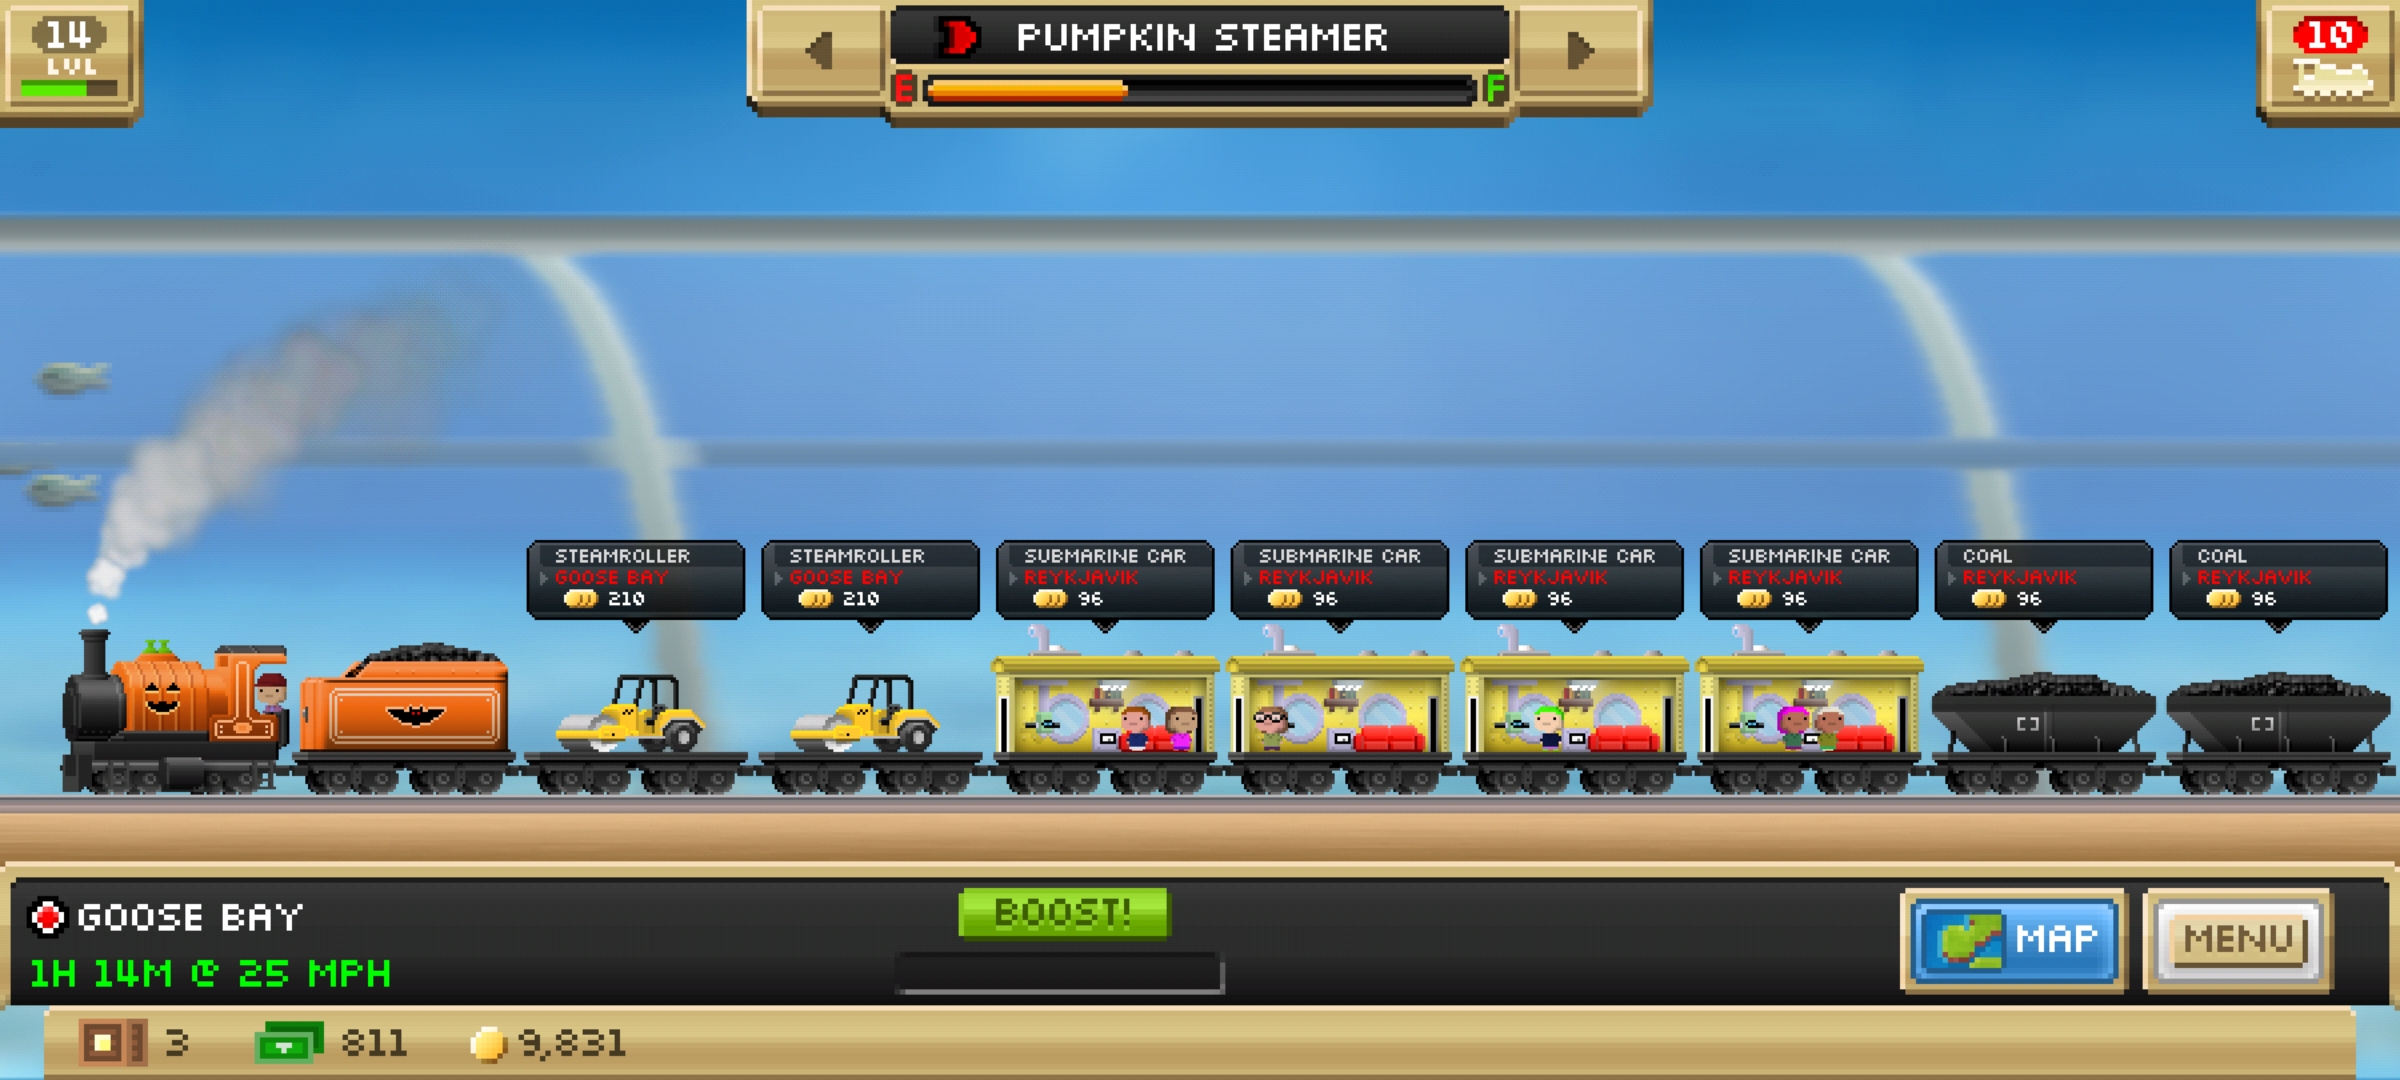 14
LVL
PUMPKIN STEAMER
E
F
10
STEAMROLLER
GOOSE BAY
210
STEAMROLLER
GOOSE BAY
210
SUBMARINE CAR
REYKJAVIK
96
SUBMARINE CAR
REYKJAVIK
96
SUBMARINE CAR
REYKJAVIK
96
SUBMARINE CAR
REYKJAVIK
96
COAL
REYKJAVIK
96
COAL
REYKJAVIK
96
GOOSE BAY
1H 14M @ 25 MPH
BOOST!
MAP
MENU
3
811
9,831